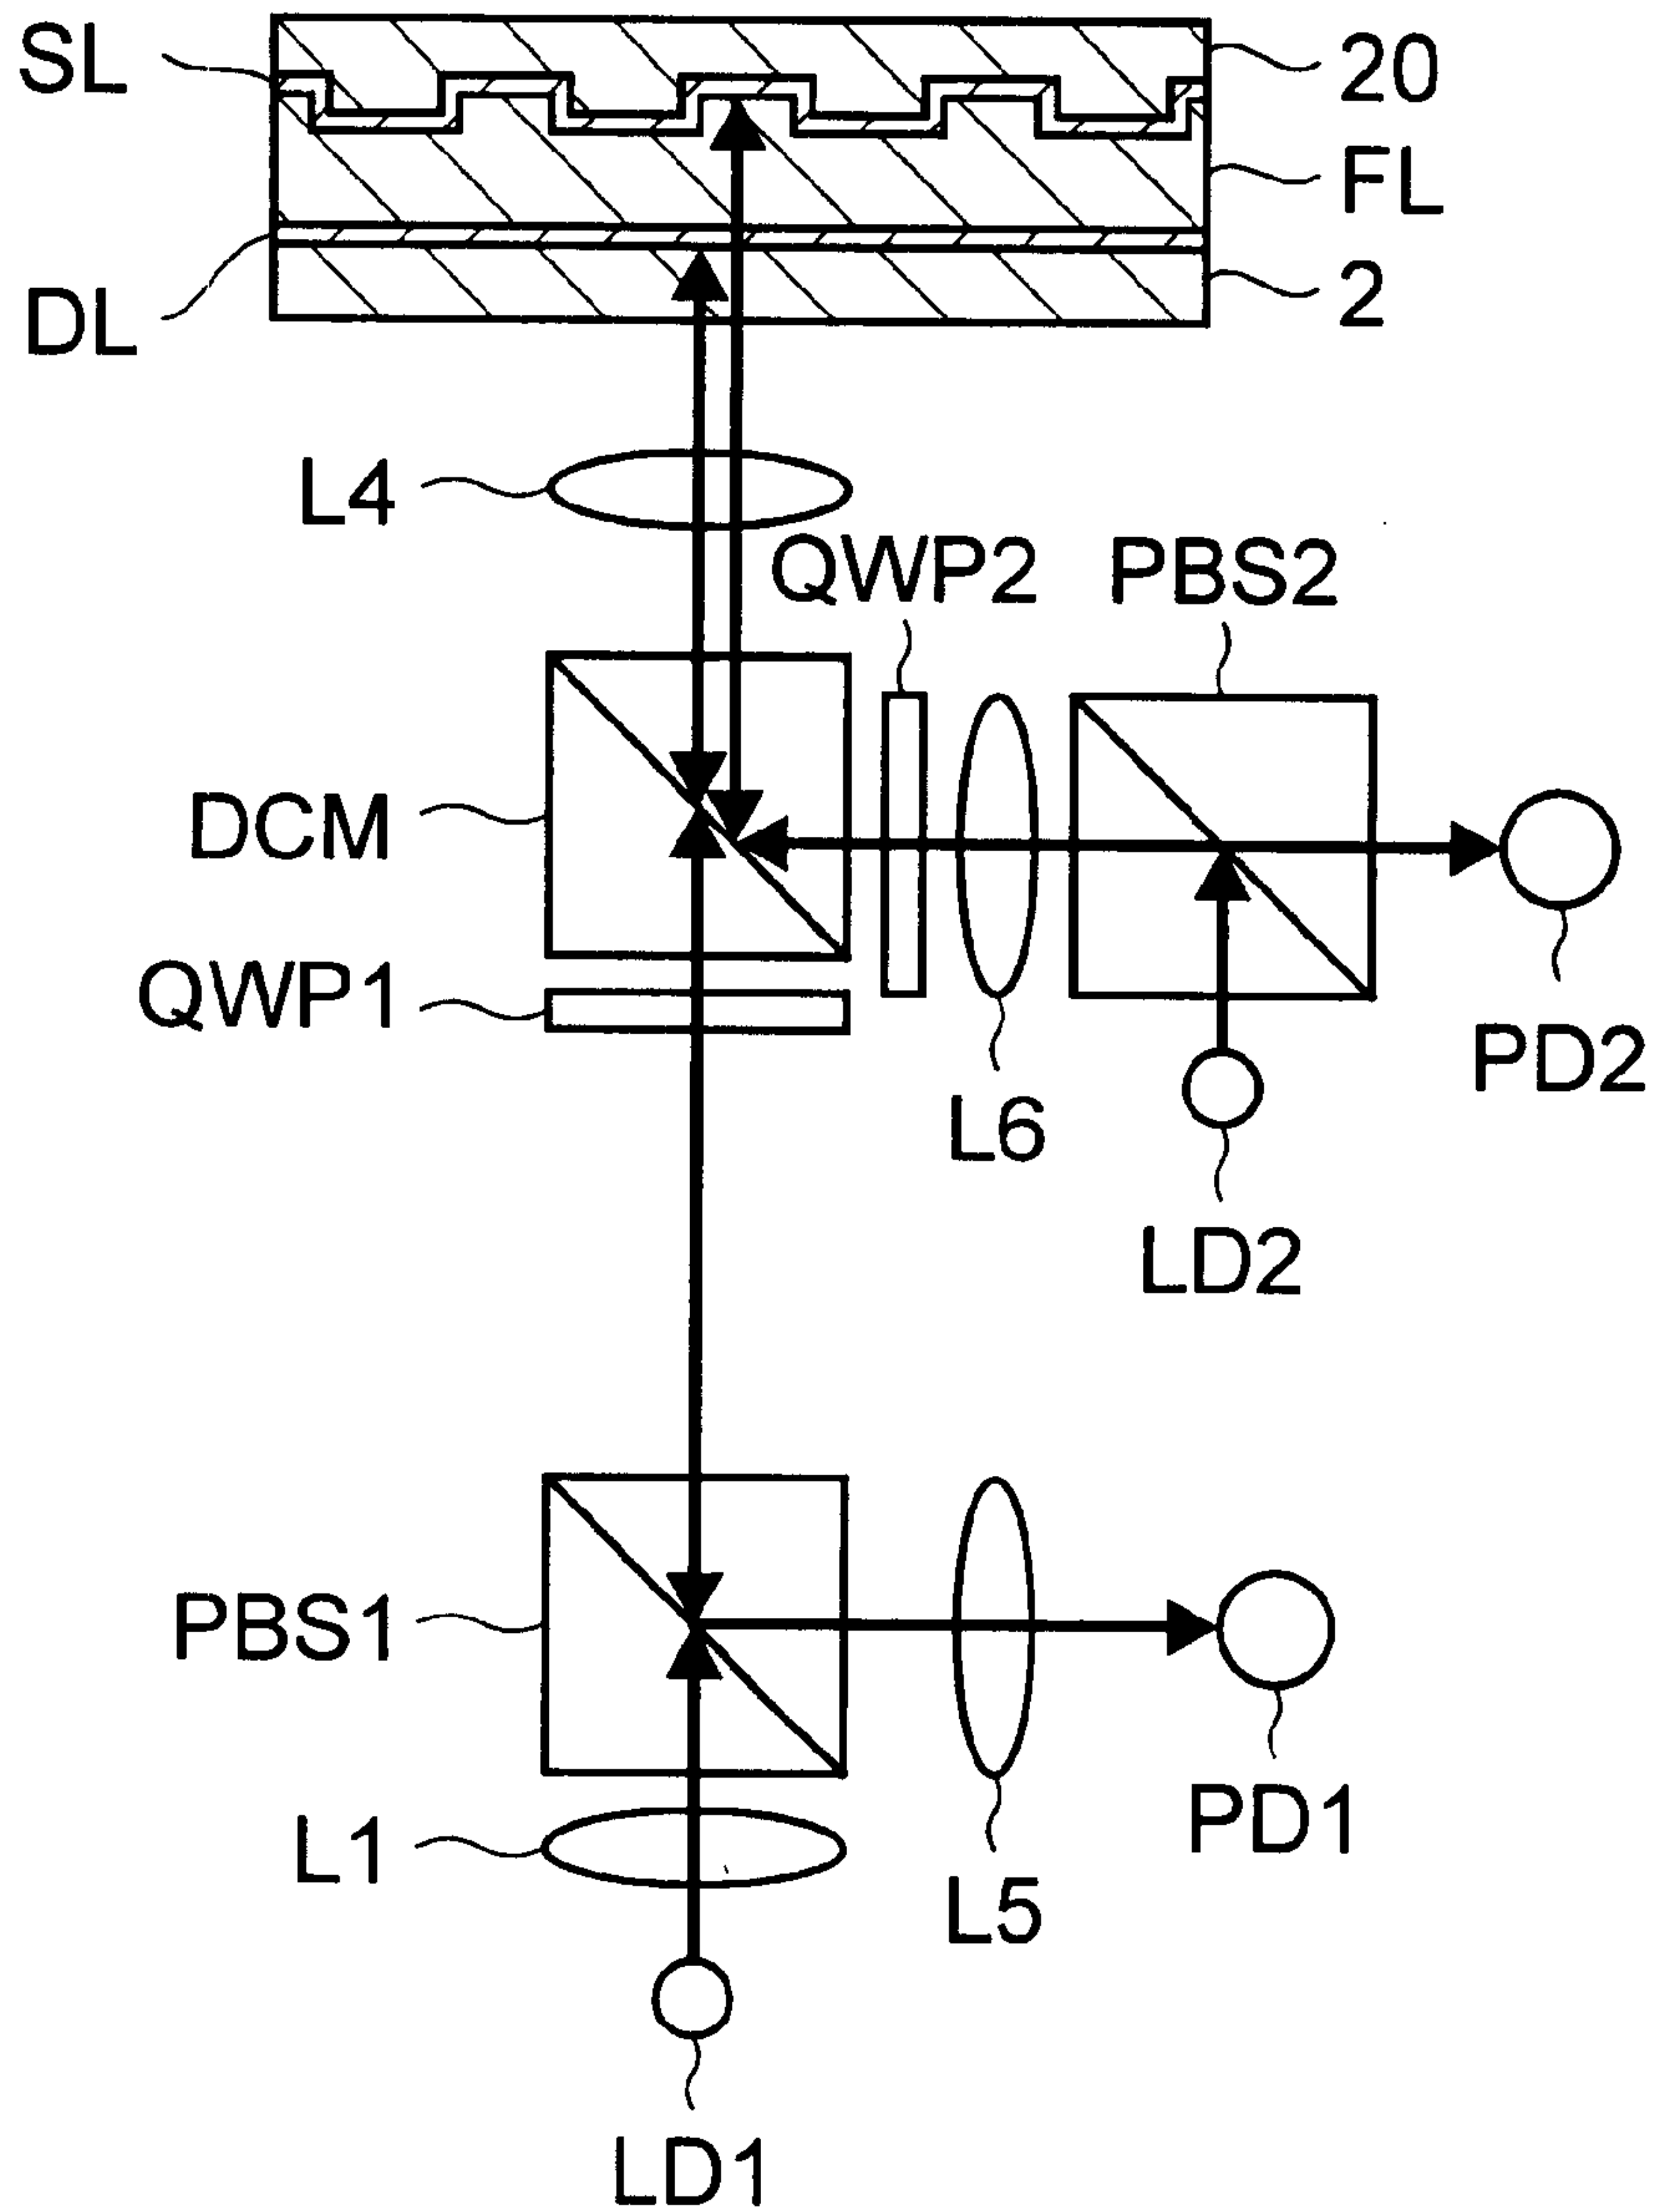 SL
20
FL
DL
2
L4
QWP2
PBS2
DCM
QWP1
PD2
L6
LD2
PBS1
PD1
L1
L5
LD1